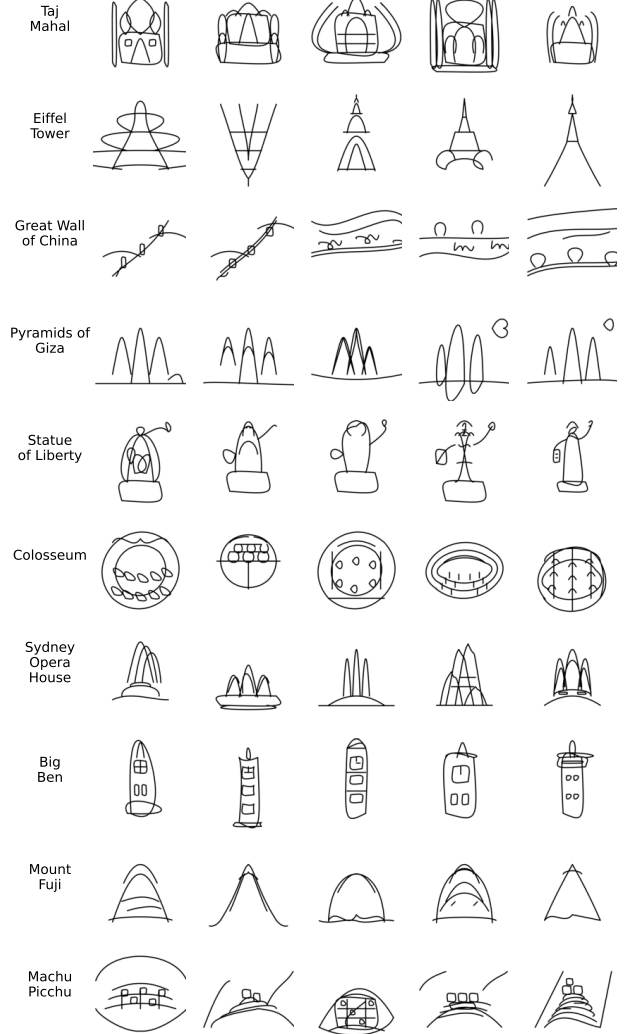 Taj
Mahal
Eiffel
Tower
Great Wall
of China
Pyramids of
Giza
Statue
of Liberty
Colosseum
Sydney
Opera
House
Big
Ben
Mount
Fuji
Machu
Picchu